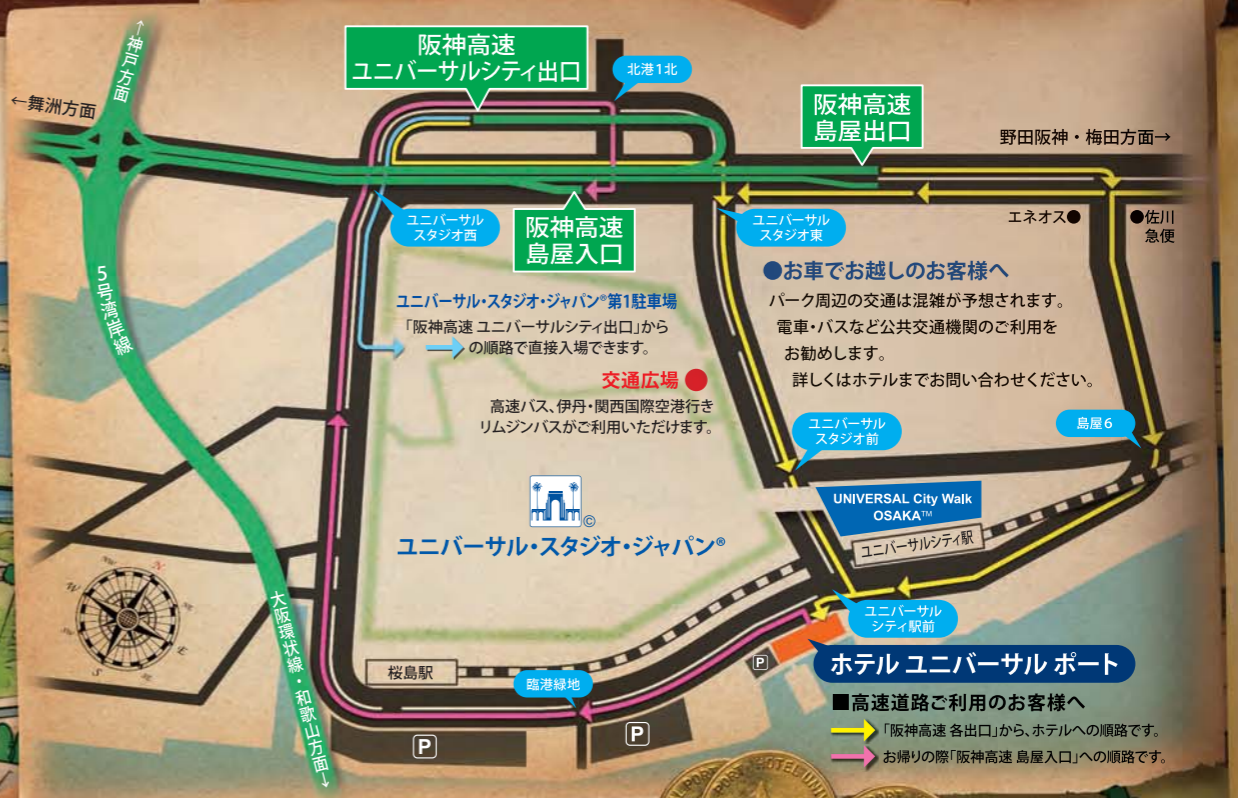 ←神戸方面
←舞洲方面
阪神高速
ユニバーサルシティ出口
北港1北
阪神高速
島屋出口
野田阪神・梅田方面→
ユニバーサル
スタジオ西
阪神高速
島屋入口
ユニバーサル
スタジオ東
エネオス●
●佐川
急便
5号湾岸線
ユニバーサル・スタジオ・ジャパン®第1駐車場
「阪神高速 ユニバーサルシティ出口」から
の順路で直接入場できます。
●お車でお越しのお客様へ
パーク周辺の交通は混雑が予想されます。
電車・バスなど公共交通機関のご利用を
お勧めします。
詳しくはホテルまでお問い合わせください。
交通広場 ●
高速バス、伊丹・関西国際空港行き
リムジンバスがご利用いただけます。
ユニバーサル
スタジオ前
島屋6
UNIVERSAL City Walk
OSAKA™
ユニバーサルシティ駅
©
ユニバーサル・スタジオ・ジャパン®
N
W
E
S
大阪環状線・和歌山方面→
ユニバーサル
シティ駅前
桜島駅
臨港緑地
P
P
P
ホテル ユニバーサル ポート
■高速道路ご利用のお客様へ
「阪神高速 各出口」から、ホテルへの順路です。
お帰りの際「阪神高速 島屋入口」への順路です。